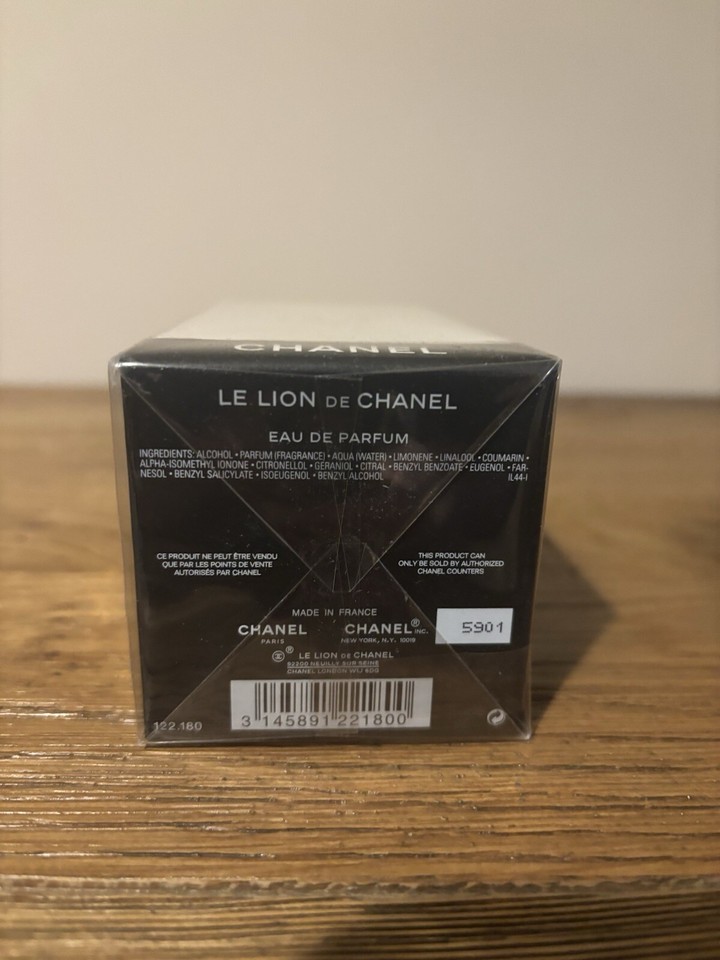 CHANEL
LE LION DE CHANEL
EAU DE PARFUM
INGREDIENTS: ALCOHOL • PARFUM (FRAGRANCE) • AQUA (WATER) • LIMONENE • LINALOOL • COUMARIN •
ALPHA-ISOMETHYL IONONE • CITRONELLOL • GERANIOL • CITRAL • BENZYL BENZOATE • EUGENOL • FAR-
NESOL • BENZYL SALICYLATE • ISOEUGENOL • BENZYL ALCOHOL
IL44-I
CE PRODUIT NE PEUT ÊTRE VENDU
QUE PAR LES POINTS DE VENTE
AUTORISÉS PAR CHANEL
THIS PRODUCT CAN
ONLY BE SOLD BY AUTHORIZED
CHANEL COUNTERS
MADE IN FRANCE
CHANEL
PARIS
CHANEL® INC.
NEW YORK, N.Y. 10019
5901
® LE LION DE CHANEL
92200 NEUILLY SUR SEINE
CHANEL LONDON W1J 6DG
122.180
3 145891 221800